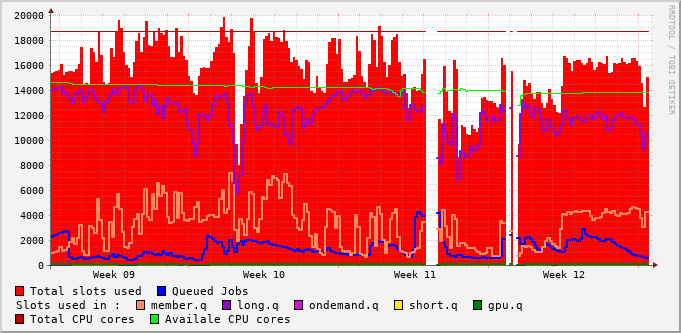 20000
18000
16000
14000
12000
10000
8000
6000
4000
2000
0
Week 09 Week 10 Week 11 Week 12
RRDTOOL / TOBI OETIKER
Total slots used Queued Jobs
Slots used in : member.q long.q ondemand.q short.q gpu.q
Total CPU cores Availale CPU cores